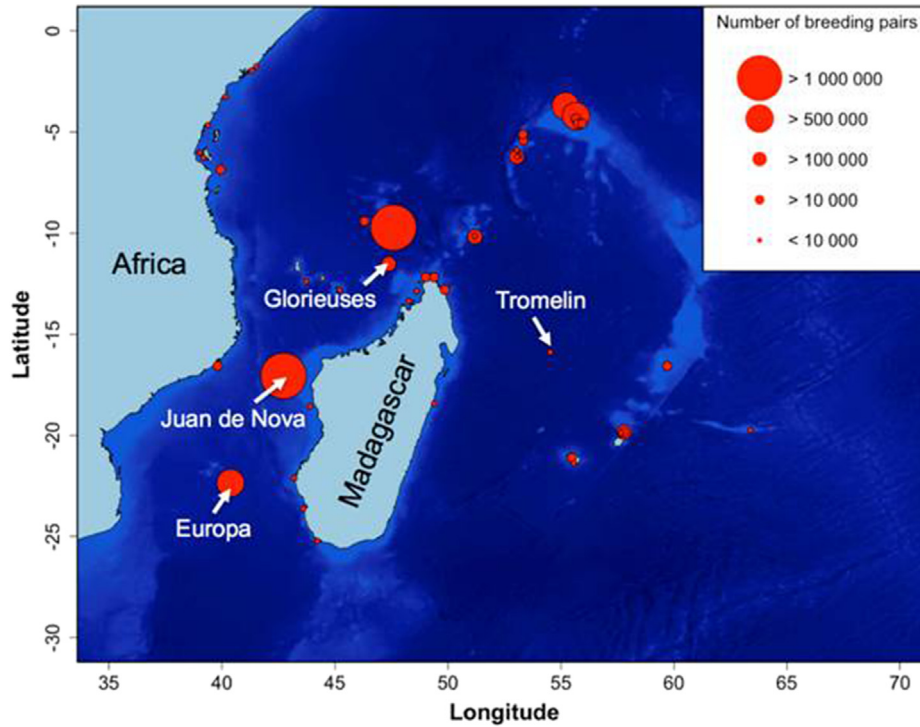 Number of breeding pairs
> 1 000 000
> 500 000
> 100 000
> 10 000
< 10 000
Africa
Glorieuses
Tromelin
Juan de Nova
Madagascar
Europa
Latitude
0
-5
-10
-15
-20
-25
-30
35 40 45 50 55 60 65 70
Longitude